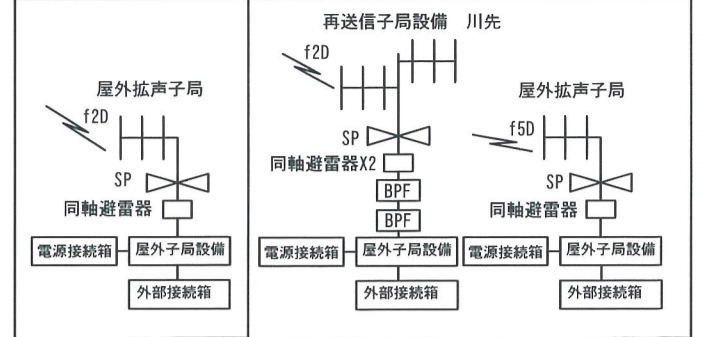 屋外拡声子局
f2D
SP
同軸避雷器
電源接続箱
屋外子局設備
外部接続箱
再送信子局設備 川先
f2D
SP
同軸避雷器X2
BPF
BPF
電源接続箱
屋外子局設備
外部接続箱
屋外拡声子局
f5D
SP
同軸避雷器
電源接続箱
屋外子局設備
外部接続箱